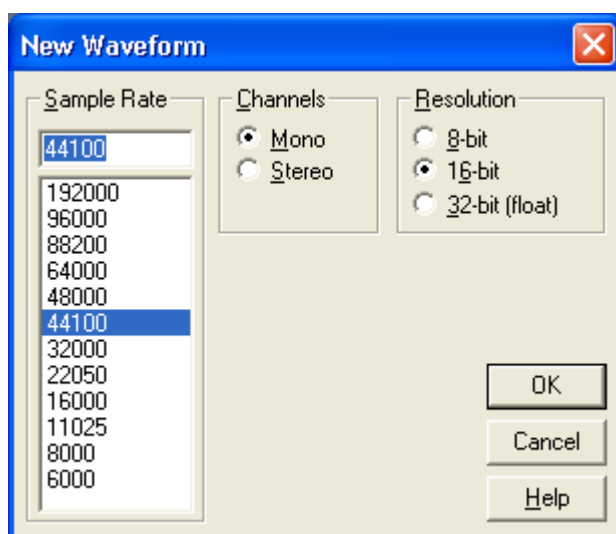 New Waveform
Sample Rate
44100
192000
96000
88200
64000
48000
44100
32000
22050
16000
11025
8000
6000
Channels
Mono
Stereo
Resolution
8-bit
16-bit
32-bit (float)
OK
Cancel
Help